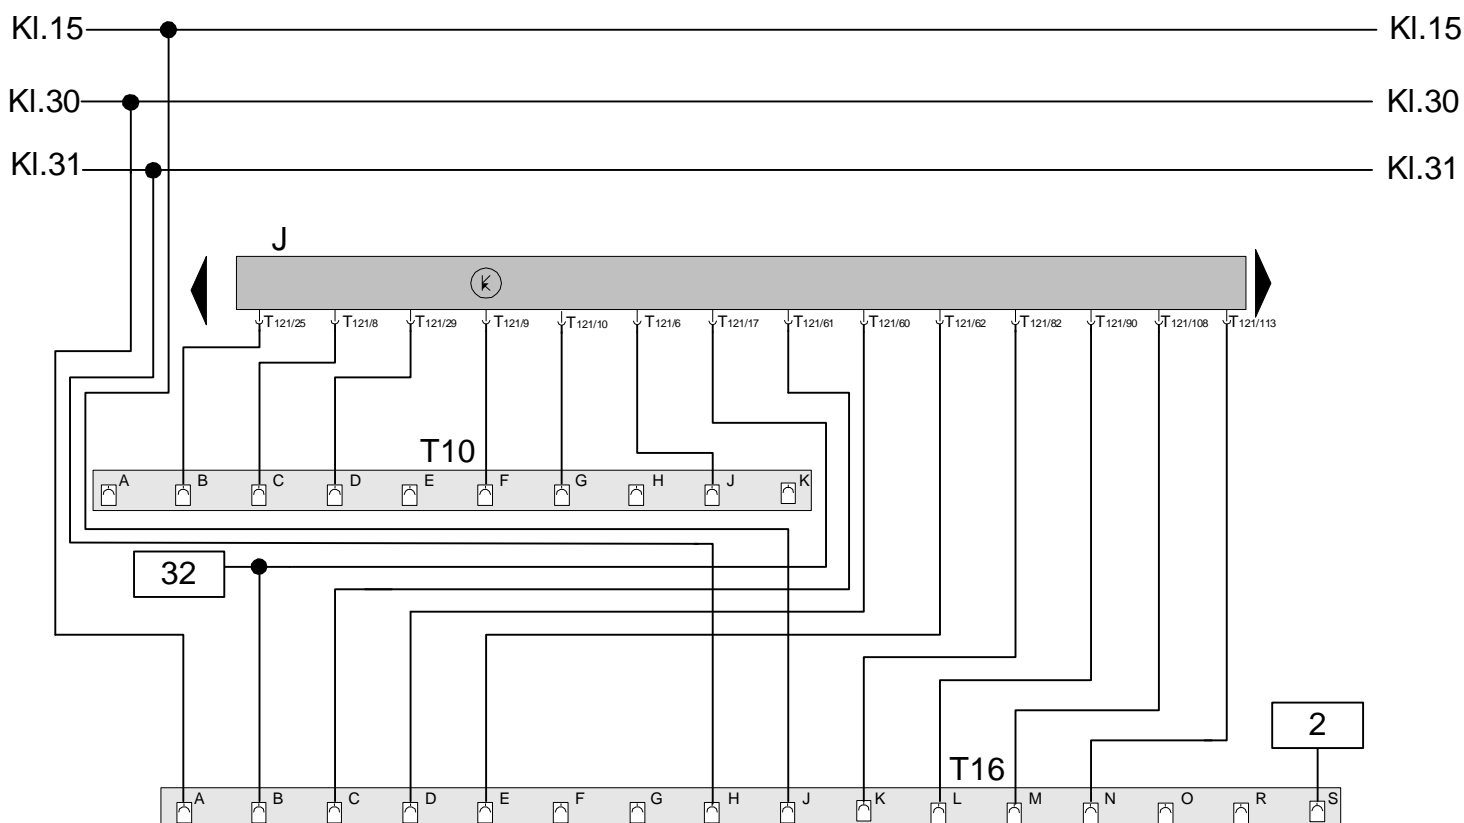 Kl.15 Kl.15
Kl.30 Kl.30
Kl.31 Kl.31
J
T121/25 T121/8 T121/29 T121/9 T121/10 T121/6 T121/17 T121/61 T121/60 T121/62 T121/82 T121/90 T121/108 T121/113
T10
A B C D E F G H J K
32
2
T16
A B C D E F G H J K L M N O R S